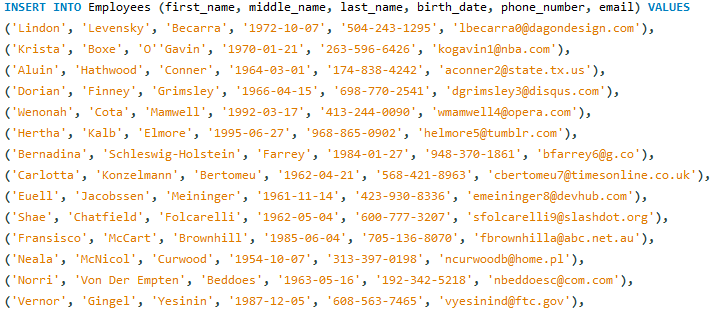 INSERT INTO Employees (first_name, middle_name, last_name, birth_date, phone_number, email) VALUES
('Lindon', 'Levensky', 'Becarra', '1972-10-07', '504-243-1295', 'lbecarra0@dagondesign.com'),
('Krista', 'Boxe', 'O''Gavin', '1970-01-21', '263-596-6426', 'kogavin1@nba.com'),
('Aluin', 'Hathwood', 'Conner', '1964-03-01', '174-838-4242', 'aconner2@state.tx.us'),
('Dorian', 'Finney', 'Grimsley', '1966-04-15', '698-770-2541', 'dgrimsley3@disqus.com'),
('Wenonah', 'Cota', 'Mamwell', '1992-03-17', '413-244-0090', 'wmamwell4@opera.com'),
('Hertha', 'Kalb', 'Elmore', '1995-06-27', '968-865-0902', 'helmore5@tumblr.com'),
('Bernadina', 'Schleswig-Holstein', 'Farrey', '1984-01-27', '948-370-1861', 'bfarrey6@g.co'),
('Carlotta', 'Konzelmann', 'Bertomeu', '1962-04-21', '568-421-8963', 'cbertomeu7@timesonline.co.uk'),
('Euell', 'Jacobssen', 'Meininger', '1961-11-14', '423-930-8336', 'emeininger8@devhub.com'),
('Shae', 'Chatfield', 'Folcarelli', '1962-05-04', '600-777-3207', 'sfolcarelli9@slashdot.org'),
('Fransisco', 'McCart', 'Brownhill', '1985-06-04', '705-136-8070', 'fbrownhilla@abc.net.au'),
('Neala', 'McNicol', 'Curwood', '1954-10-07', '313-397-0198', 'ncurwoodb@home.pl'),
('Norri', 'Von Der Empten', 'Beddoes', '1963-05-16', '192-342-5218', 'nbeddoesc@com.com'),
('Vernor', 'Gingel', 'Yesinin', '1987-12-05', '608-563-7465', 'vyesinind@ftc.gov'),